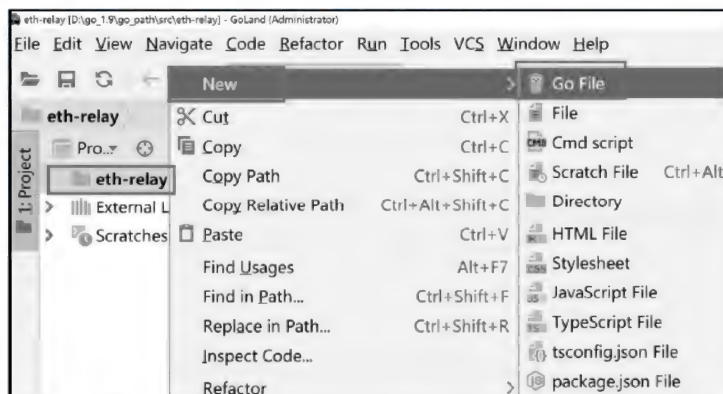 eth-relay [D:\go_1.9\go_path\src\eth-relay] - GoLand (Administrator)
File Edit View Navigate Code Refactor Run Tools VCS Window Help
eth-relay
1: Project
Pro...
eth-relay
External L
Scratches
New
Cut Ctrl+X
Copy Ctrl+C
Copy Path Ctrl+Shift+C
Copy Relative Path Ctrl+Alt+Shift+C
Paste Ctrl+V
Find Usages Alt+F7
Find in Path... Ctrl+Shift+F
Replace in Path... Ctrl+Shift+R
Inspect Code...
Refactor
Go File
File
CMD Cmd script
Scratch File Ctrl+Alt
Directory
HTML File
CSS Stylesheet
JS JavaScript File
TS TypeScript File
tsconfig.json File
package.json File